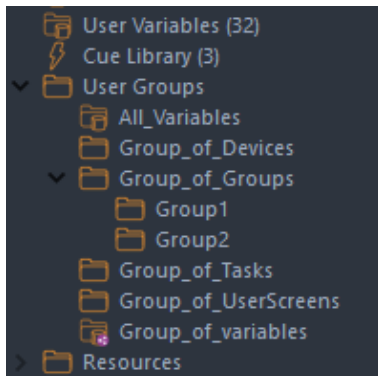 User Variables (32)
Cue Library (3)
User Groups
All_Variables
Group_of_Devices
Group_of_Groups
Group1
Group2
Group_of_Tasks
Group_of_UserScreens
Group_of_variables
Resources